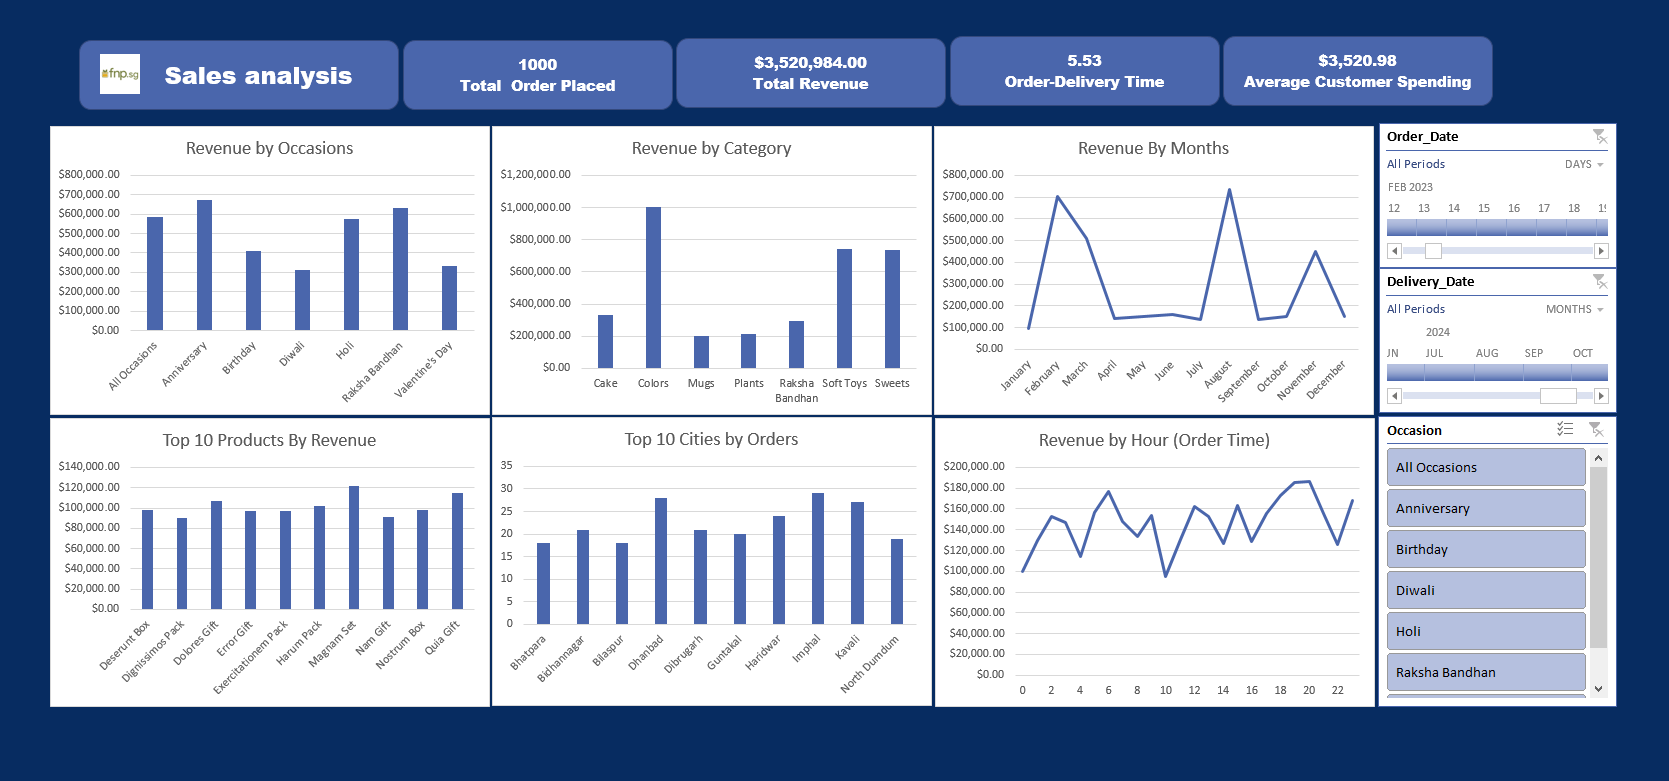 fnp.sg
Sales analysis
1000
Total Order Placed
$3,520,984.00
Total Revenue
5.53
Order-Delivery Time
$3,520.98
Average Customer Spending
Revenue by Occasions
$800,000.00
$700,000.00
$600,000.00
$500,000.00
$400,000.00
$300,000.00
$200,000.00
$100,000.00
$0.00
All Occasions
Anniversary
Birthday
Diwali
Holi
Raksha Bandhan
Valentine's Day
Revenue by Category
$1,200,000.00
$1,000,000.00
$800,000.00
$600,000.00
$400,000.00
$200,000.00
$0.00
Cake
Colors
Mugs
Plants
Raksha
Bandhan
Soft Toys
Sweets
Revenue By Months
$800,000.00
$700,000.00
$600,000.00
$500,000.00
$400,000.00
$300,000.00
$200,000.00
$100,000.00
$0.00
January
February
March
April
May
June
July
August
September
October
November
December
Order_Date
All Periods
DAYS
FEB 2023
12 13 14 15 16 17 18 19
Delivery_Date
All Periods
MONTHS
2024
JN JUL AUG SEP OCT
Top 10 Products By Revenue
$140,000.00
$120,000.00
$100,000.00
$80,000.00
$60,000.00
$40,000.00
$20,000.00
$0.00
Deserunt Box
Dignissimos Pack
Dolores Gift
Error Gift
Exercitationem Pack
Harum Pack
Magnam Set
Nam Gift
Nostrum Box
Quia Gift
Top 10 Cities by Orders
35
30
25
20
15
10
5
0
Bhatpara
Bidhannagar
Bilaspur
Dhanbad
Dibrugarh
Guntakal
Haridwar
Imphal
Kavali
North Dumdum
Revenue by Hour (Order Time)
$200,000.00
$180,000.00
$160,000.00
$140,000.00
$120,000.00
$100,000.00
$80,000.00
$60,000.00
$40,000.00
$20,000.00
$0.00
0 2 4 6 8 10 12 14 16 18 20 22
Occasion
All Occasions
Anniversary
Birthday
Diwali
Holi
Raksha Bandhan